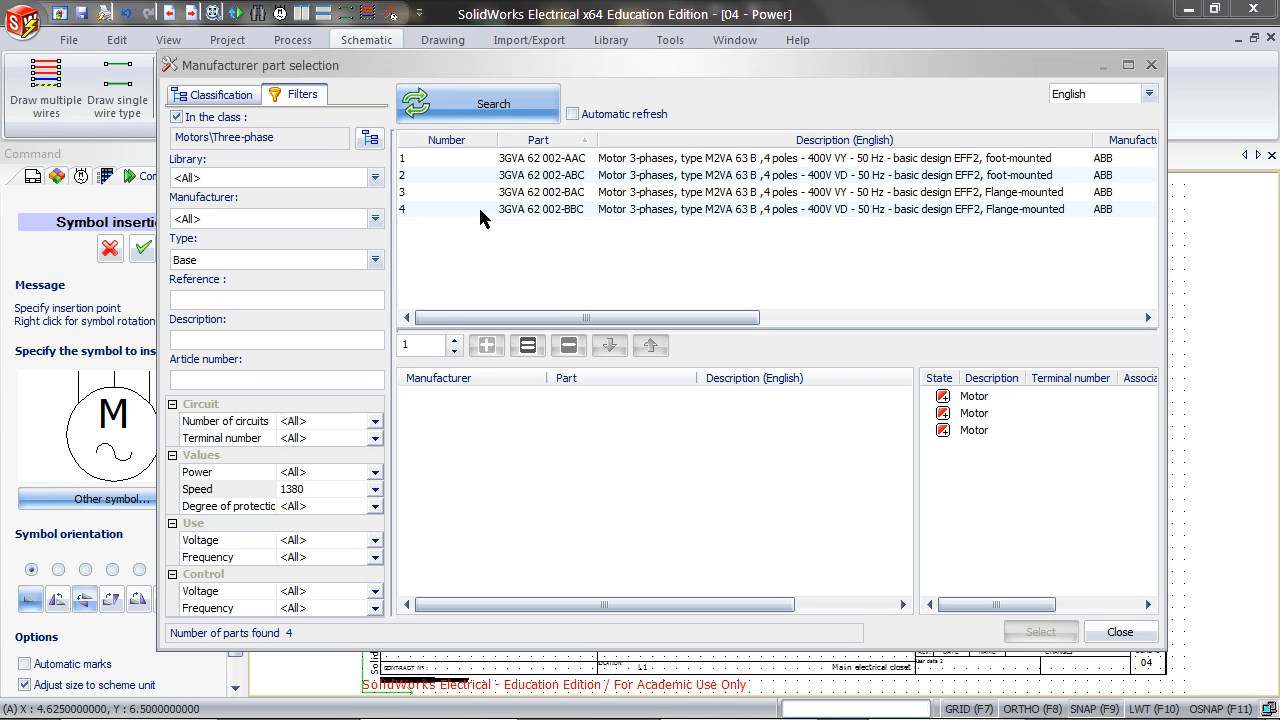 SolidWorks Electrical x64 Education Edition - [04 - Power]
File Edit View Project Process Schematic Drawing Import/Export Library Tools Window Help
Draw multiple wires
Draw single wire type
Command
Symbol inserti
Message
Specify insertion point
Right click for symbol rotation
Specify the symbol to ins
M
Other symbol...
Symbol orientation
Options
Automatic marks
Adjust size to scheme unit
Manufacturer part selection
Classification Filters
In the class :
Motors\Three-phase
Library:
<All>
Manufacturer:
<All>
Type:
Base
Reference :
Description:
Article number:
Circuit
Number of circuits <All>
Terminal number <All>
Values
Power <All>
Speed 1380
Degree of protectio <All>
Use
Voltage <All>
Frequency <All>
Control
Voltage <All>
Frequency <All>
Search
Automatic refresh
English
Number Part Description (English) Manufactu
1 3GVA 62 002-AAC Motor 3-phases, type M2VA 63 B ,4 poles - 400V VY - 50 Hz - basic design EFF2, foot-mounted ABB
2 3GVA 62 002-ABC Motor 3-phases, type M2VA 63 B ,4 poles - 400V VD - 50 Hz - basic design EFF2, foot-mounted ABB
3 3GVA 62 002-BAC Motor 3-phases, type M2VA 63 B ,4 poles - 400V VY - 50 Hz - basic design EFF2, Flange-mounted ABB
4 3GVA 62 002-BBC Motor 3-phases, type M2VA 63 B ,4 poles - 400V VD - 50 Hz - basic design EFF2, Flange-mounted ABB
1
Manufacturer Part Description (English)
State Description Terminal number Associa
Motor
Motor
Motor
Number of parts found 4
Select Close
CONTRACT N°: L1 Main electrical closet 04
SolidWorks Electrical - Education Edition / For Academic Use Only
(A) X : 4.6250000000, Y : 6.5000000000
GRID (F7) ORTHO (F8) SNAP (F9) LWT (F10) OSNAP (F11)